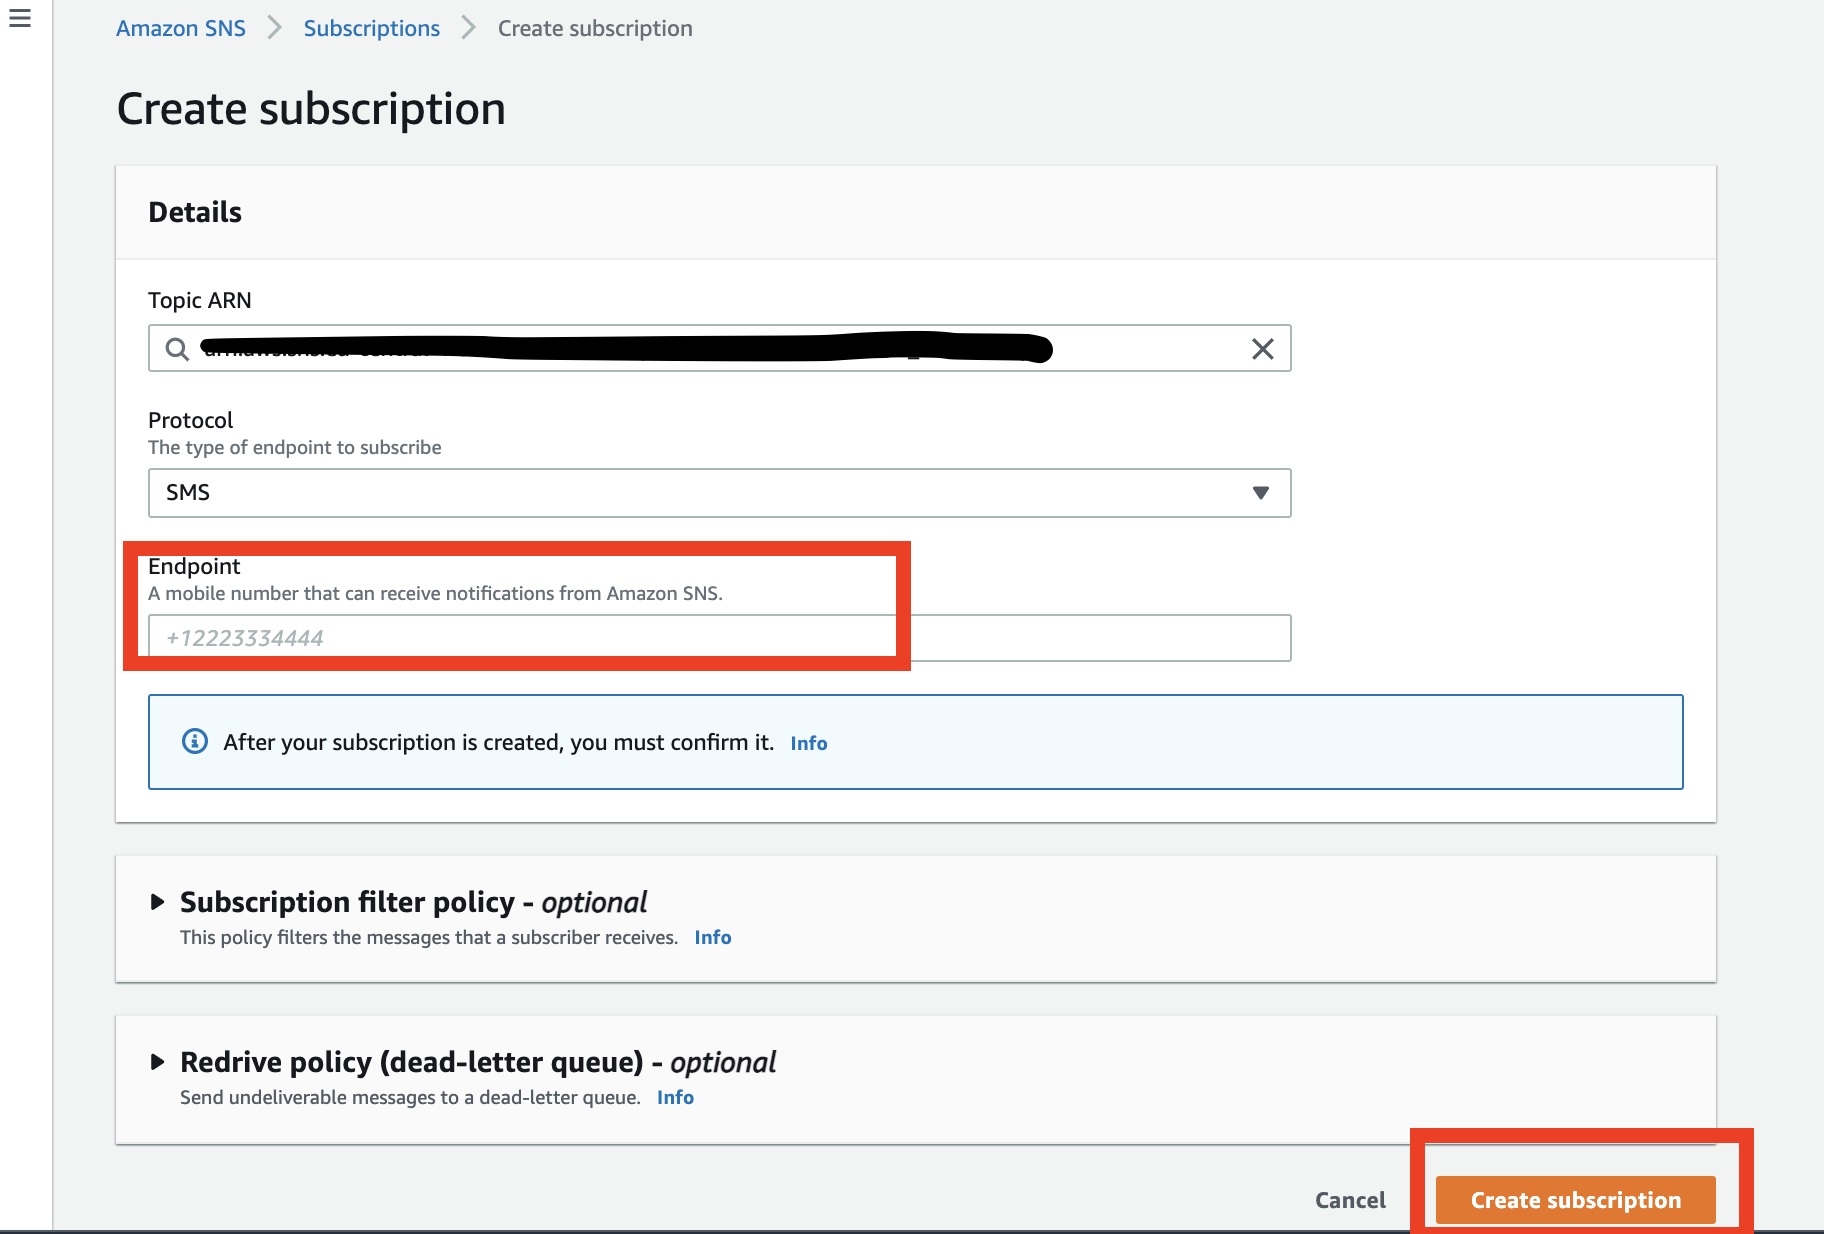 Amazon SNS > Subscriptions > Create subscription
Create subscription
Details
Topic ARN
Protocol
The type of endpoint to subscribe
SMS
Endpoint
A mobile number that can receive notifications from Amazon SNS.
+12223334444
After your subscription is created, you must confirm it. Info
Subscription filter policy - optional
This policy filters the messages that a subscriber receives. Info
Redrive policy (dead-letter queue) - optional
Send undeliverable messages to a dead-letter queue. Info
Cancel
Create subscription